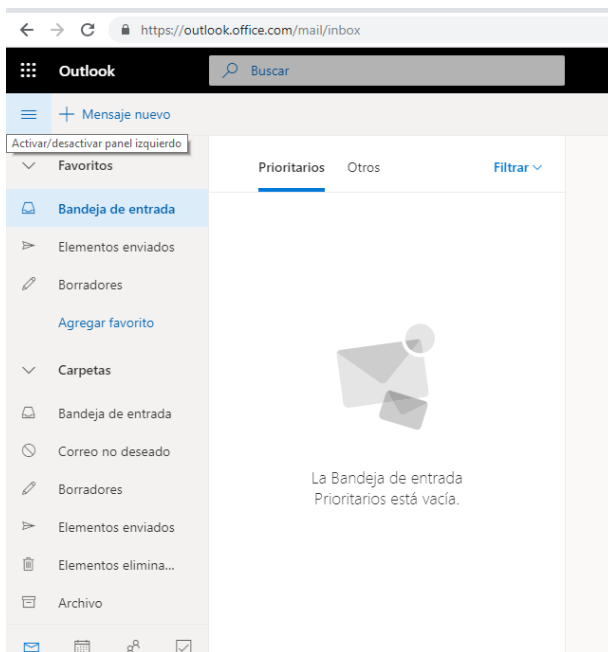 https://outlook.office.com/mail/inbox
Outlook
Buscar
Mensaje nuevo
Activar/desactivar panel izquierdo
Favoritos
Prioritarios Otros Filtrar
Bandeja de entrada
Elementos enviados
Borradores
Agregar favorito
Carpetas
Bandeja de entrada
Correo no deseado
Borradores
Elementos enviados
Elementos elimina...
Archivo
La Bandeja de entrada
Prioritarios está vacía.